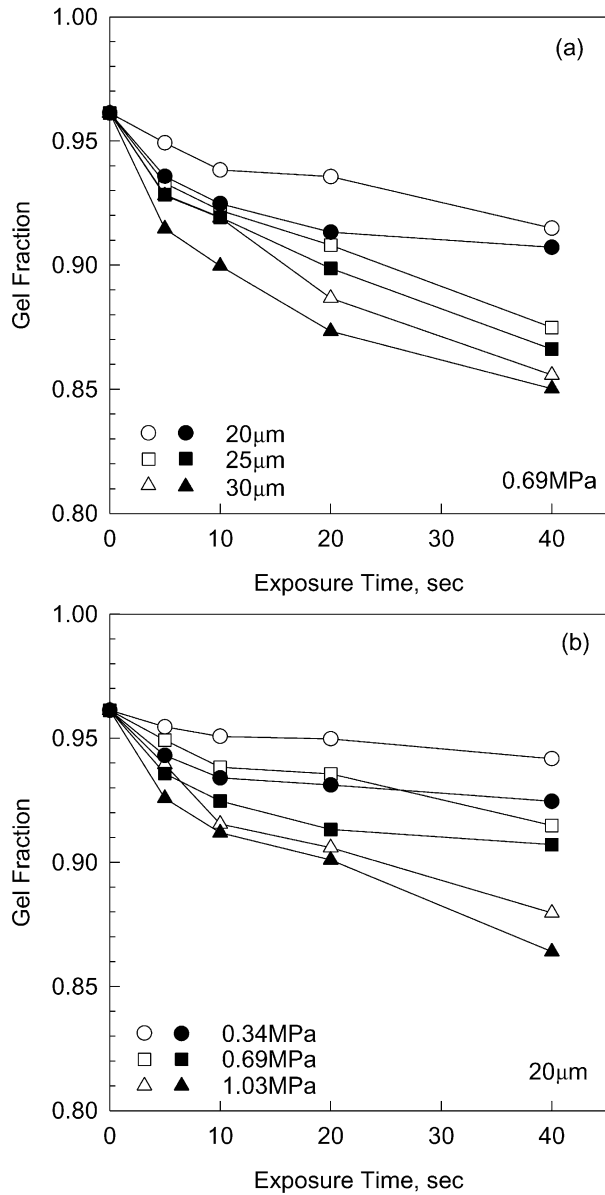 1.00
(a)
0.95
0.90
0.85
0.80
Gel Fraction
20μm
25μm
30μm
0.69MPa
0 10 20 30 40
Exposure Time, sec
1.00
(b)
0.95
0.90
0.85
0.80
Gel Fraction
0.34MPa
0.69MPa
1.03MPa
20μm
0 10 20 30 40
Exposure Time, sec